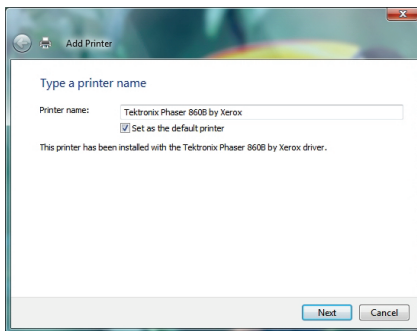 Add Printer
Type a printer name
Printer name:
Tektronix Phaser 860B by Xerox
Set as the default printer
This printer has been installed with the Tektronix Phaser 860B by Xerox driver.
Next
Cancel